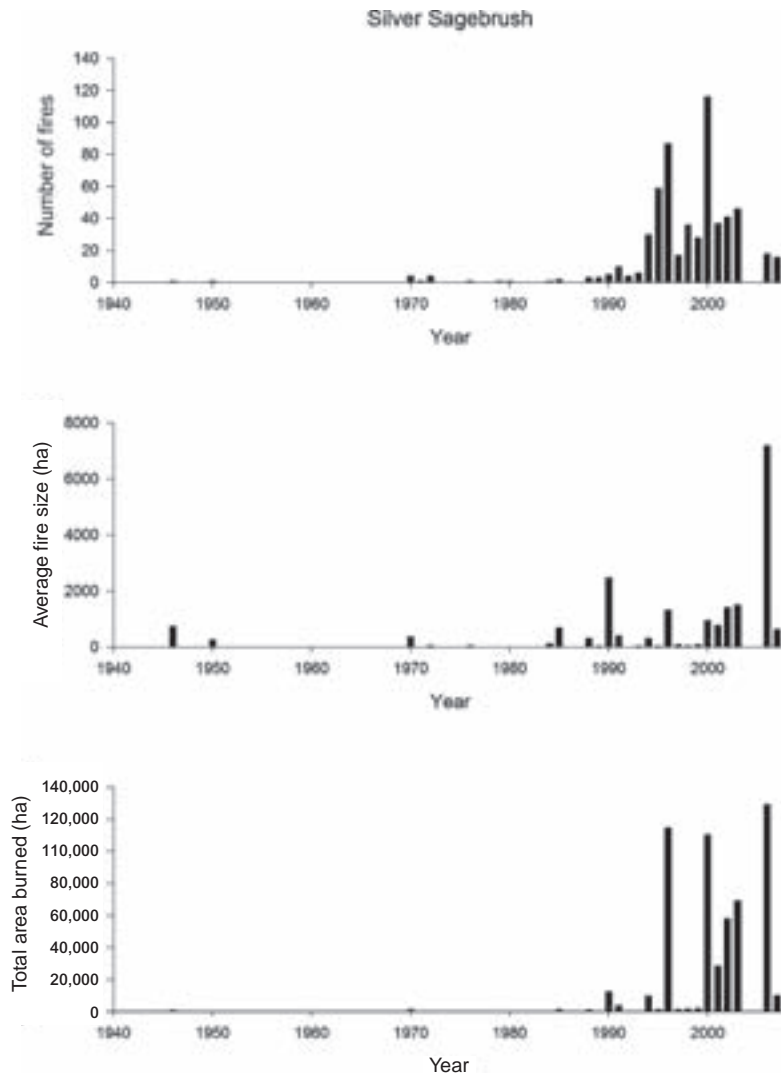 Silver Sagebrush
Number of fires
140
120
100
80
60
40
20
0
1940 1950 1960 1970 1980 1990 2000
Year
Average fire size (ha)
8000
6000
4000
2000
0
1940 1950 1960 1970 1980 1990 2000
Year
Total area burned (ha)
140,000
120,000
110,000
80,000
60,000
40,000
20,000
0
1940 1950 1960 1970 1980 1990 2000
Year